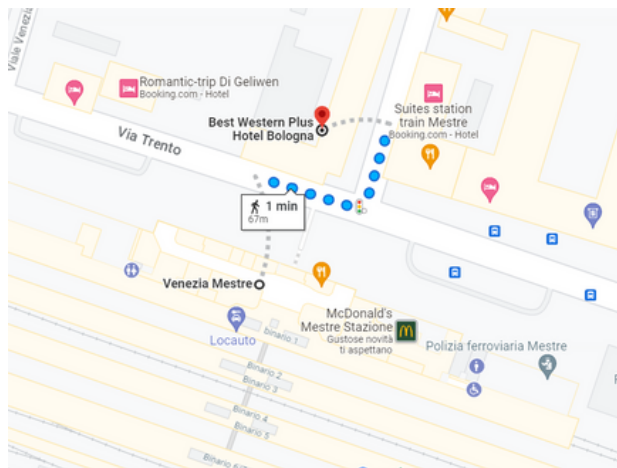 Viale Venezia
Romantic-trip Di Geliwen
Booking.com - Hotel
Best Western Plus
Hotel Bologna
Suites station
train Mestre
Booking.com - Hotel
Via Trento
1 min
67m
Venezia Mestre
McDonald's
Mestre Stazione
Gustose novità
ti aspettano
Locauto
binario 1
Polizia ferroviaria Mestre
Binario 2
Binario 3
Binario 4
Binario 5